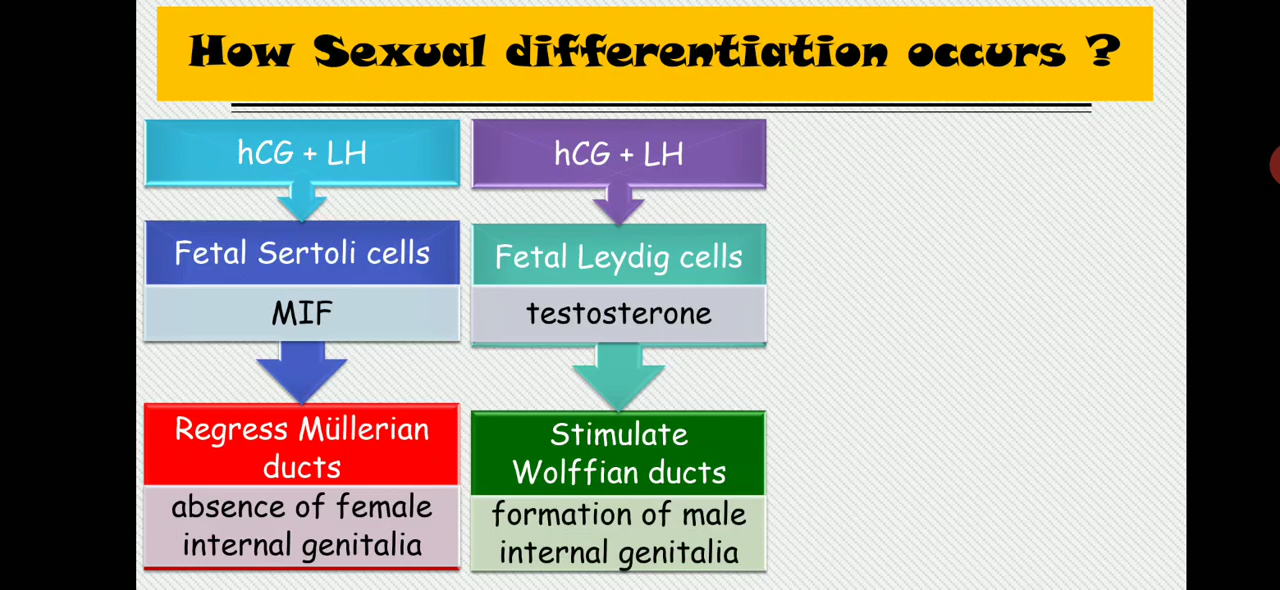 How Sexual differentiation occurs ?
hCG + LH
Fetal Sertoli cells
MIF
Regress Müllerian
ducts
absence of female
internal genitalia
hCG + LH
Fetal Leydig cells
testosterone
Stimulate
Wolffian ducts
formation of male
internal genitalia